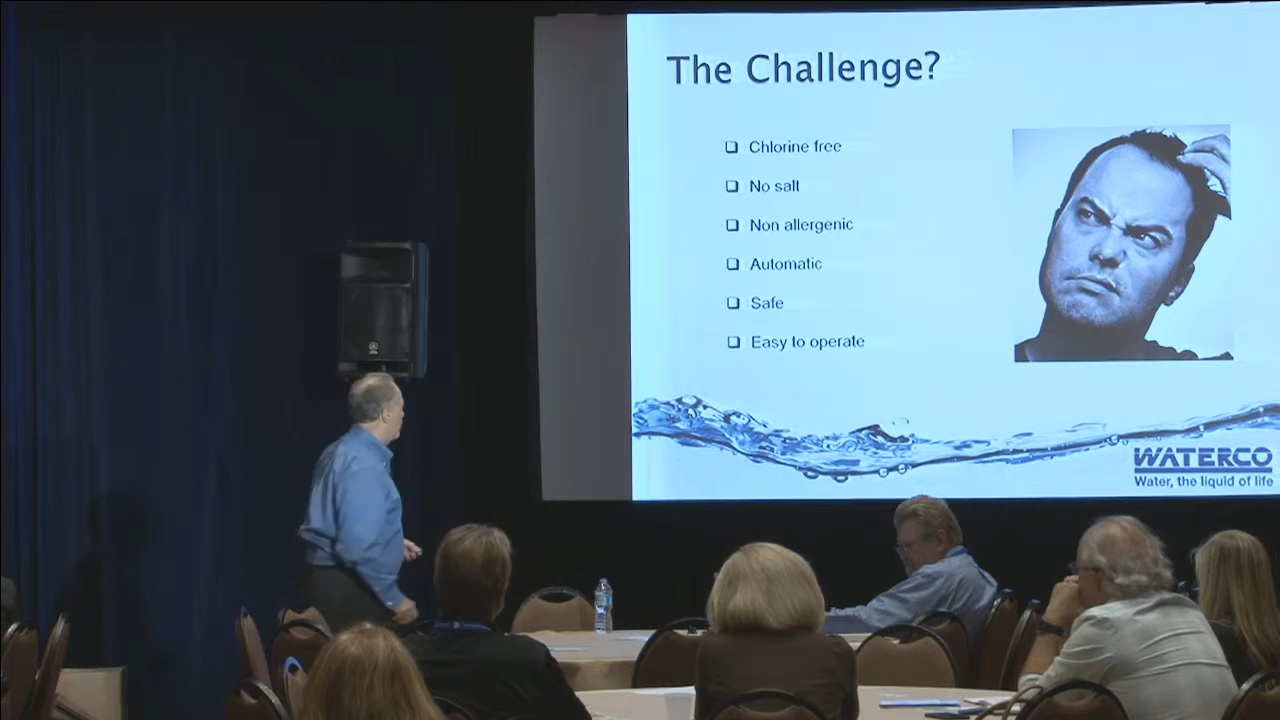 The Challenge?
Chlorine free
No salt
Non allergenic
Automatic
Safe
Easy to operate
WATERCO
Water, the liquid of life